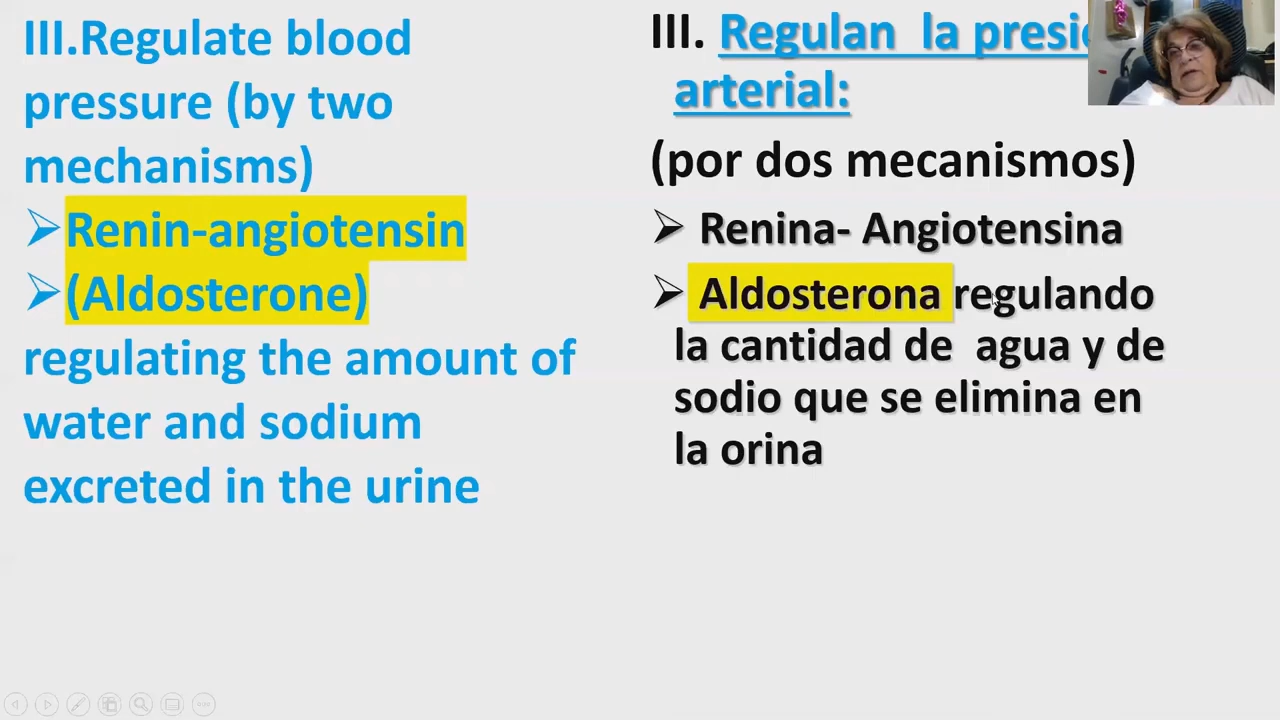 III.Regulate blood
pressure (by two
mechanisms)
➢Renin-angiotensin
➢(Aldosterone)
regulating the amount of
water and sodium
excreted in the urine
III. Regulan la
arterial:
(por dos mecanismos)
➢ Renina- Angiotensina
➢ Aldosterona regulando
la cantidad de agua y de
sodio que se elimina en
la orina